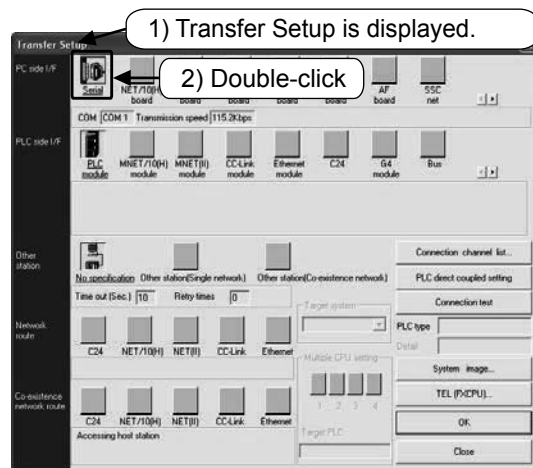 1) Transfer Setup is displayed.
Transfer Setup
2) Double-click
PC side I/F
Serial NET/10(H) AF SSC
board board board board board board net
COM COM 1 Transmission speed 115.2Kbps
PLC side I/F
PLC MNET/10(H) MNET(II) CC-Link Ethernet C24 G4 Bus
module module module module module module
Other
station
No specification Other station(Single network) Other station(Co-existence network)
Time out (Sec.) 10 Retry times 0
Target system
Network
route
C24 NET/10(H) NET(II) CC-Link Ethernet
Multiple CPU setting
1 2 3 4
Target PLC
Co-existence
network route
C24 NET/10(H) NET(II) CC-Link Ethernet
Accessing host station
Connection channel list...
PLC direct coupled setting
Connection test
PLC type
Detail
System image...
TEL (FXCPU)...
OK
Close